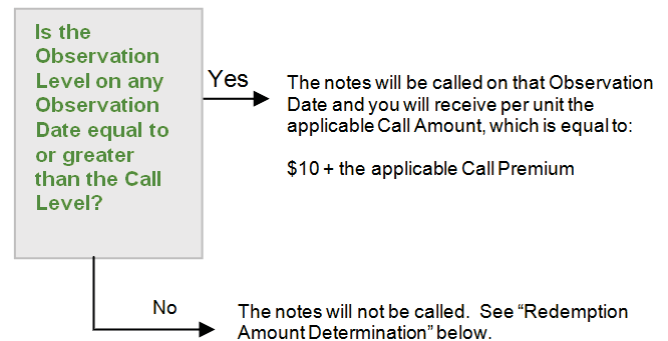 Is the
Observation
Level on any
Observation
Date equal to
or greater
than the Call
Level?
Yes
The notes will be called on that Observation
Date and you will receive per unit the
applicable Call Amount, which is equal to:
$10 + the applicable Call Premium
No
The notes will not be called. See “Redemption
Amount Determination” below.